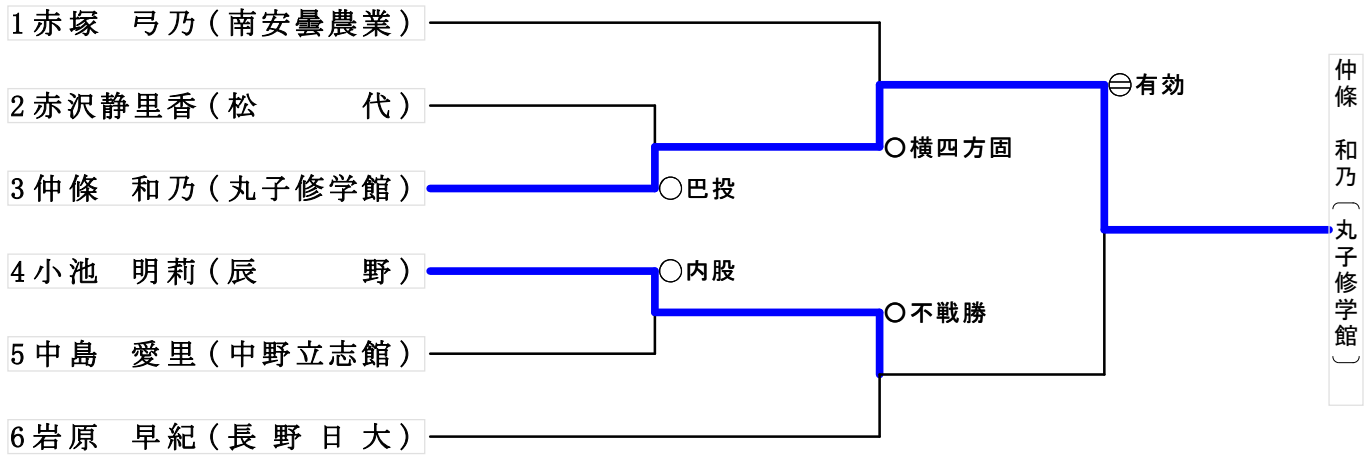 1赤塚 弓乃(南安曇農業)
2赤沢静里香(松 代)
3仲條 和乃(丸子修学館)
4小池 明莉(辰 野)
5中島 愛里(中野立志館)
6岩原 早紀(長野日大)
○巴投
○内股
○横四方固
○不戦勝
㊀有効
仲條 和乃(丸子修学館)